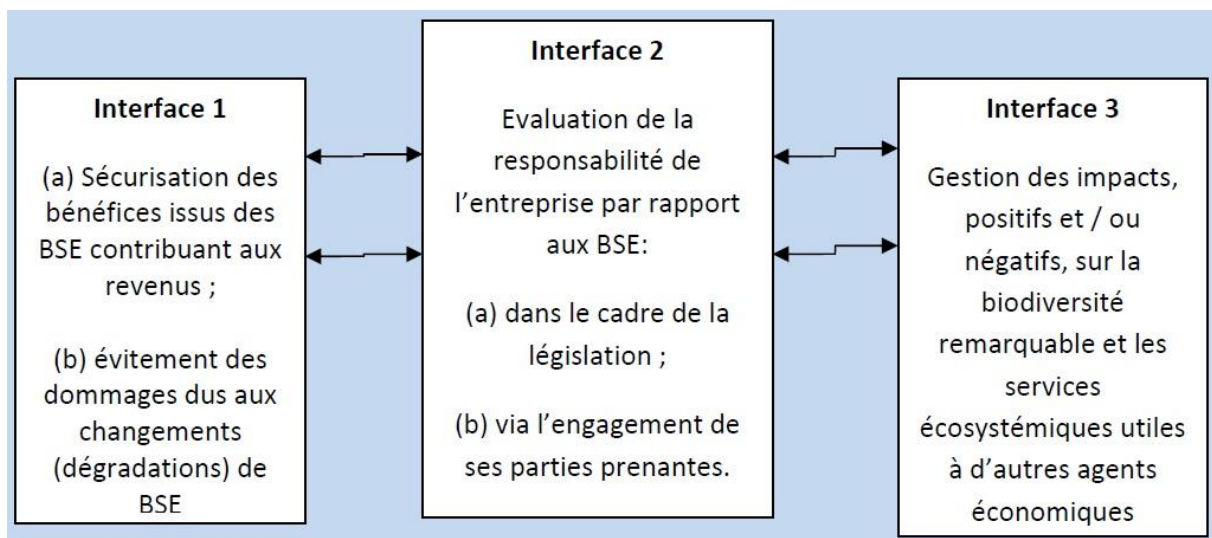 Interface 1
(a) Sécurisation des
bénéfices issus des
BSE contribuant aux
revenus ;
(b) évitement des
dommages dus aux
changements
(dégradations) de
BSE
Interface 2
Evaluation de la
responsabilité de
l'entreprise par rapport
aux BSE:
(a) dans le cadre de la
législation ;
(b) via l'engagement de
ses parties prenantes.
Interface 3
Gestion des impacts,
positifs et / ou
négatifs, sur la
biodiversité
remarquable et les
services
écosystémiques utiles
à d'autres agents
économiques